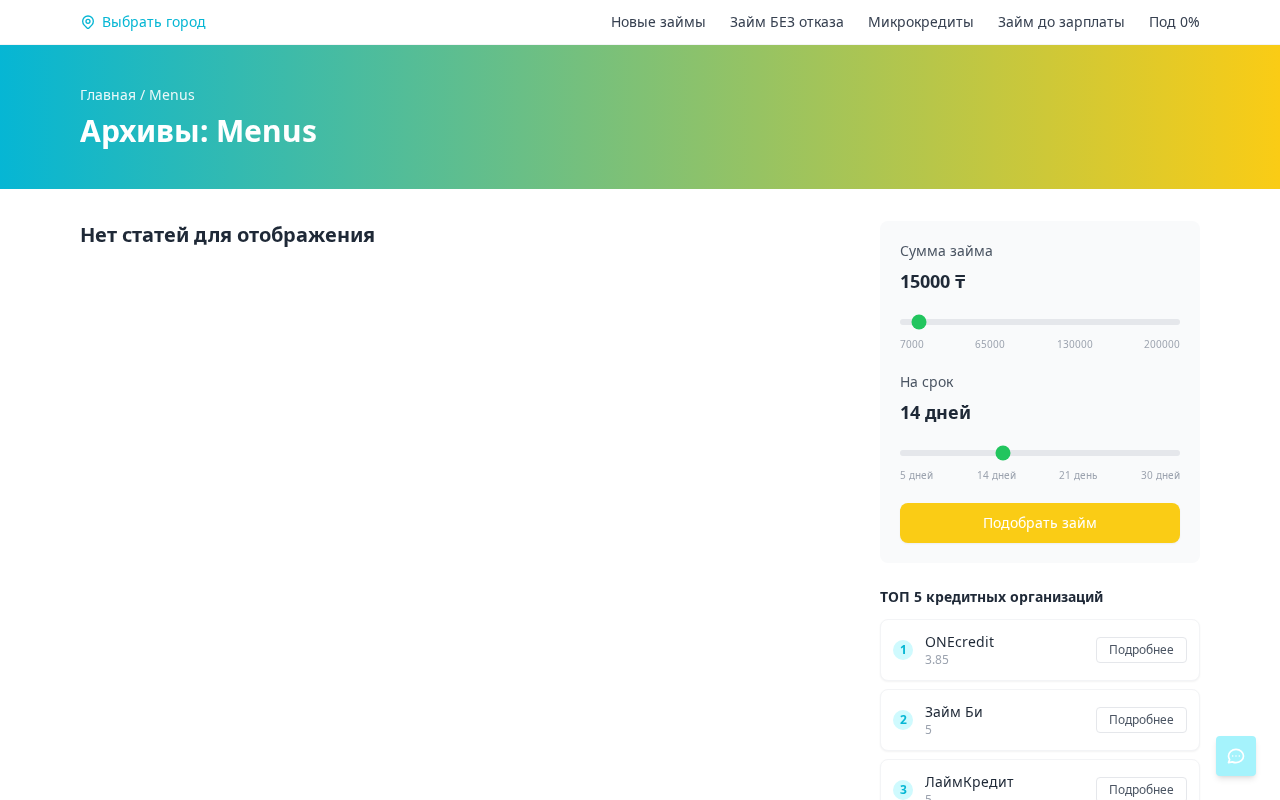 Выбрать город
Новые займы
Займ БЕЗ отказа
Микрокредиты
Займ до зарплаты
Под 0%
Главная / Menus
Архивы: Menus
Нет статей для отображения
Сумма займа
15000 ₸
7000 65000 130000 200000
На срок
14 дней
5 дней 14 дней 21 день 30 дней
Подобрать займ
ТОП 5 кредитных организаций
1 ONEcredit Подробнее
3.85
2 Займ Би Подробнее
5
3 ЛаймКредит Подробнее
5